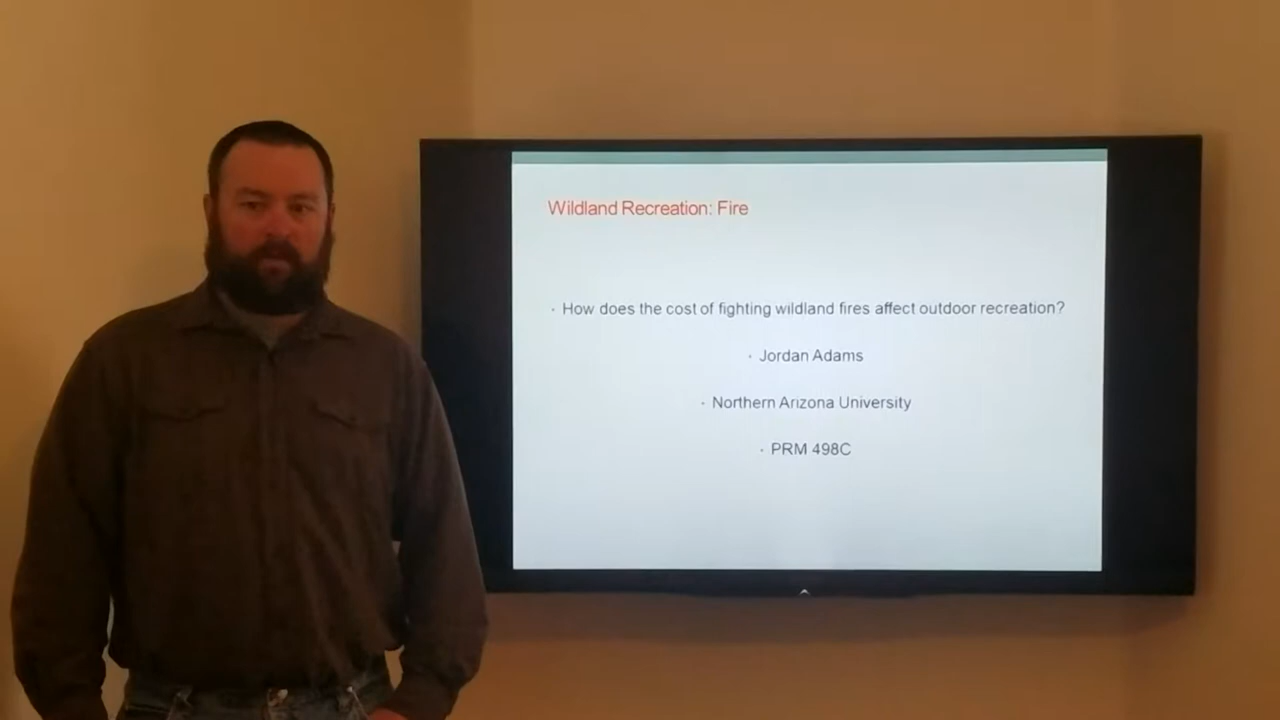 Wildland Recreation: Fire
· How does the cost of fighting wildland fires affect outdoor recreation?
· Jordan Adams
· Northern Arizona University
· PRM 498C